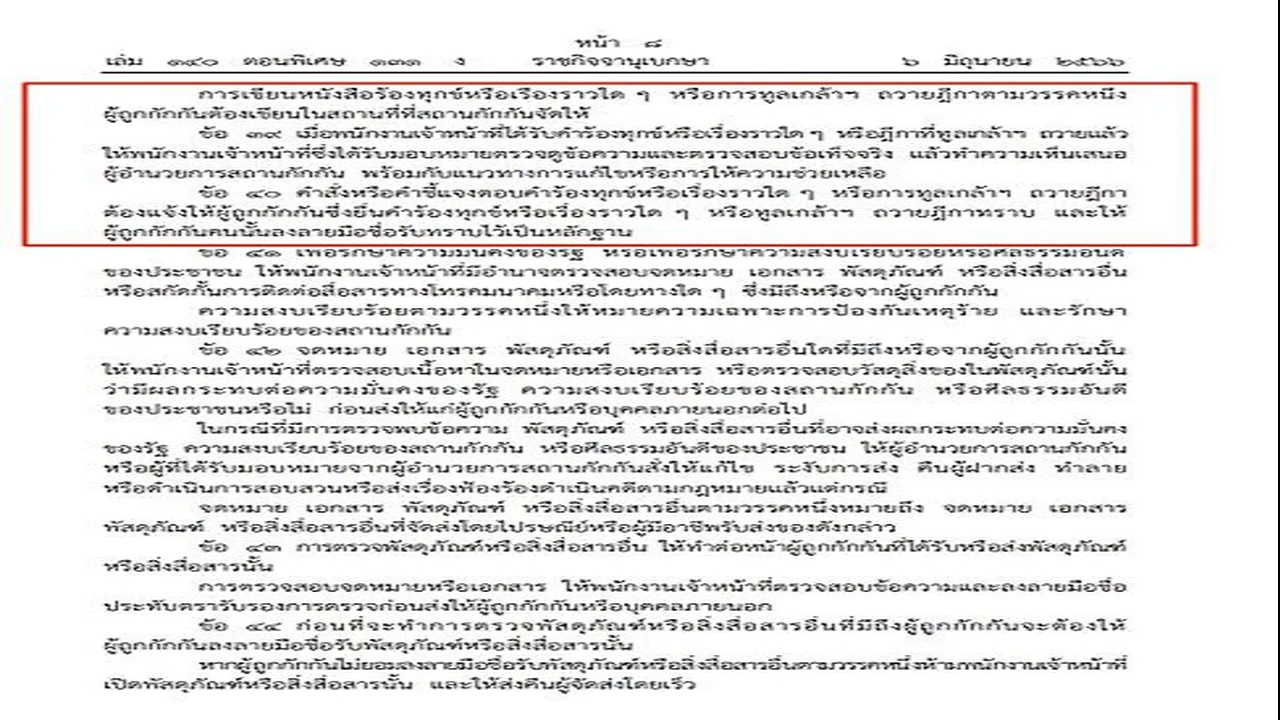 หน้า ๘
เล่ม ๑๔๐ ตอนพิเศษ ๑๓๑ ง ราชกิจจานุเบกษา ๖ มิถุนายน ๒๕๖๖
การเขียนหนังสือร้องทุกข์หรือเรื่องราวใด ๆ หรือการทูลเกล้าฯ ถวายฎีกาตามวรรคหนึ่ง
ผู้ถูกกักกันต้องเขียนในสถานที่ที่สถานกักกันจัดให้
ข้อ ๓๙ เมื่อพนักงานเจ้าหน้าที่ได้รับคำร้องทุกข์หรือเรื่องราวใด ๆ หรือฎีกาที่ทูลเกล้าฯ ถวายแล้ว
ให้พนักงานเจ้าหน้าที่ซึ่งได้รับมอบหมายตรวจดูข้อความและตรวจสอบข้อเท็จจริง แล้วทำความเห็นเสนอ
ผู้อำนวยการสถานกักกัน พร้อมกับแนวทางการแก้ไขหรือการให้ความช่วยเหลือ
ข้อ ๔๐ คำสั่งหรือคำชี้แจงตอบคำร้องทุกข์หรือเรื่องราวใด ๆ หรือการทูลเกล้าฯ ถวายฎีกา
ต้องแจ้งให้ผู้ถูกกักกันซึ่งยื่นคำร้องทุกข์หรือเรื่องราวใด ๆ หรือทูลเกล้าฯ ถวายฎีกาทราบ และให้
ผู้ถูกกักกันคนนั้นลงลายมือชื่อรับทราบไว้เป็นหลักฐาน
ข้อ ๔๑ เพื่อรักษาความมั่นคงของรัฐ หรือเพื่อรักษาความสงบเรียบร้อยหรือศีลธรรมอันดี
ของประชาชน ให้พนักงานเจ้าหน้าที่มีอำนาจตรวจสอบจดหมาย เอกสาร พัสดุภัณฑ์ หรือสิ่งสื่อสารอื่น
หรือสกัดกั้นการติดต่อสื่อสารทางโทรคมนาคมหรือโดยทางใด ๆ ซึ่งมีถึงหรือจากผู้ถูกกักกัน
ความสงบเรียบร้อยตามวรรคหนึ่งให้หมายความเฉพาะการป้องกันเหตุร้าย และรักษา
ความสงบเรียบร้อยของสถานกักกัน
ข้อ ๔๒ จดหมาย เอกสาร พัสดุภัณฑ์ หรือสิ่งสื่อสารอื่นใดที่มีถึงหรือจากผู้ถูกกักกันนั้น
ให้พนักงานเจ้าหน้าที่ตรวจสอบเนื้อหาในจดหมายหรือเอกสาร หรือตรวจสอบวัสดุสิ่งของในพัสดุภัณฑ์นั้น
ว่ามีผลกระทบต่อความมั่นคงของรัฐ ความสงบเรียบร้อยของสถานกักกัน หรือศีลธรรมอันดี
ของประชาชนหรือไม่ ก่อนส่งให้แก่ผู้ถูกกักกันหรือบุคคลภายนอกต่อไป
ในกรณีที่มีการตรวจพบข้อความ พัสดุภัณฑ์ หรือสิ่งสื่อสารอื่นที่อาจส่งผลกระทบต่อความมั่นคง
ของรัฐ ความสงบเรียบร้อยของสถานกักกัน หรือศีลธรรมอันดีของประชาชน ให้ผู้อำนวยการสถานกักกัน
หรือผู้ที่ได้รับมอบหมายจากผู้อำนวยการสถานกักกันสั่งให้แก้ไข ระงับการส่ง คืนผู้ฝากส่ง ทำลาย
หรือดำเนินการสอบสวนหรือส่งเรื่องฟ้องร้องดำเนินคดีตามกฎหมายแล้วแต่กรณี
จดหมาย เอกสาร พัสดุภัณฑ์ หรือสิ่งสื่อสารอื่นตามวรรคหนึ่งหมายถึง จดหมาย เอกสาร
พัสดุภัณฑ์ หรือสิ่งสื่อสารอื่นที่จัดส่งโดยไปรษณีย์หรือผู้มีอาชีพรับส่งของดังกล่าว
ข้อ ๔๓ การตรวจพัสดุภัณฑ์หรือสิ่งสื่อสารอื่น ให้ทำต่อหน้าผู้ถูกกักกันที่ได้รับหรือส่งพัสดุภัณฑ์
หรือสิ่งสื่อสารนั้น
การตรวจสอบจดหมายหรือเอกสาร ให้พนักงานเจ้าหน้าที่ตรวจสอบข้อความและลงลายมือชื่อ
ประทับตรารับรองการตรวจก่อนส่งให้ผู้ถูกกักกันหรือบุคคลภายนอก
ข้อ ๔๔ ก่อนที่จะทำการตรวจพัสดุภัณฑ์หรือสิ่งสื่อสารอื่นที่มีถึงผู้ถูกกักกันจะต้องให้
ผู้ถูกกักกันลงลายมือชื่อรับพัสดุภัณฑ์หรือสิ่งสื่อสารนั้น
หากผู้ถูกกักกันไม่ยอมลงลายมือชื่อรับพัสดุภัณฑ์หรือสิ่งสื่อสารอื่นตามวรรคหนึ่งห้ามพนักงานเจ้าหน้าที่
เปิดพัสดุภัณฑ์หรือสิ่งสื่อสารนั้น และให้ส่งคืนผู้จัดส่งโดยเร็ว